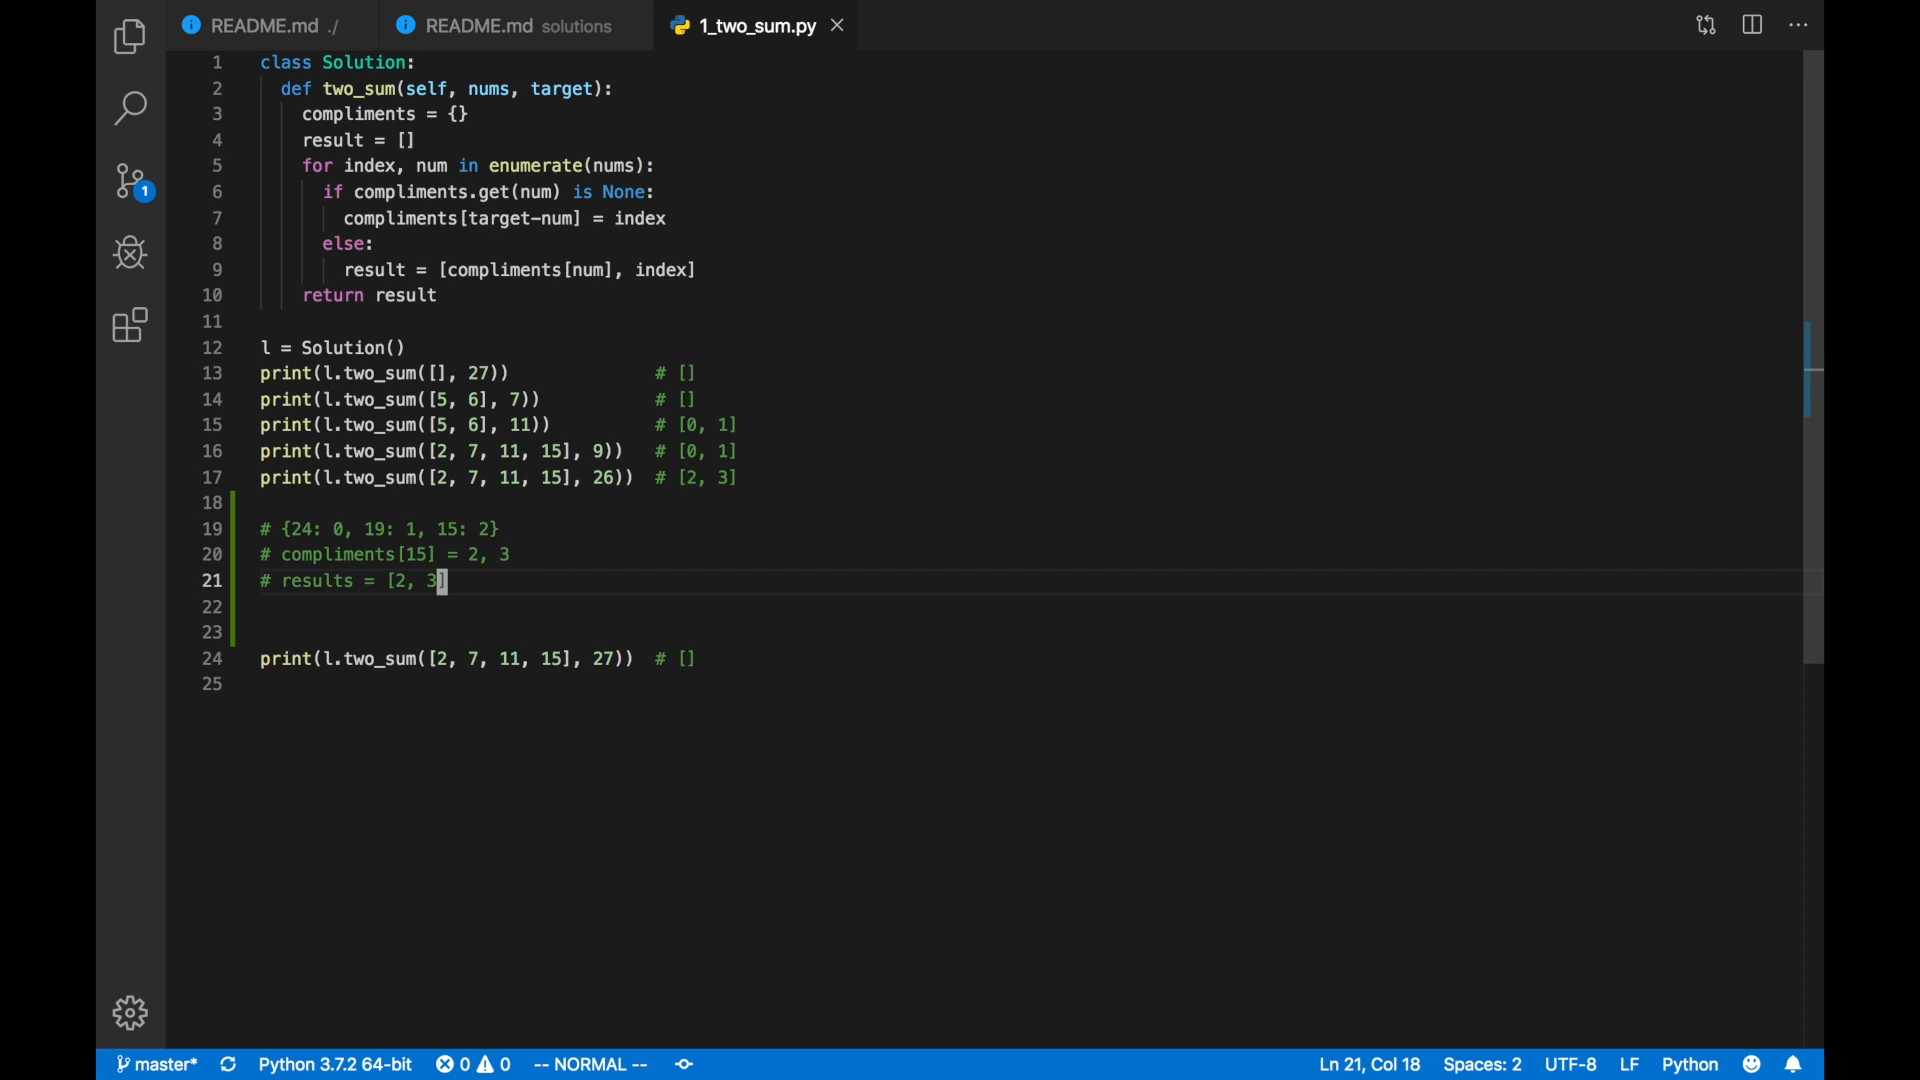 README.md ./ README.md solutions 1_two_sum.py
1 class Solution:
2 def two_sum(self, nums, target):
3 compliments = {}
4 result = []
5 for index, num in enumerate(nums):
6 if compliments.get(num) is None:
7 compliments[target-num] = index
8 else:
9 result = [compliments[num], index]
10 return result
11
12 l = Solution()
13 print(l.two_sum([], 27)) # []
14 print(l.two_sum([5, 6], 7)) # []
15 print(l.two_sum([5, 6], 11)) # [0, 1]
16 print(l.two_sum([2, 7, 11, 15], 9)) # [0, 1]
17 print(l.two_sum([2, 7, 11, 15], 26)) # [2, 3]
18
19 # {24: 0, 19: 1, 15: 2}
20 # compliments[15] = 2, 3
21 # results = [2, 3]
22
23
24 print(l.two_sum([2, 7, 11, 15], 27)) # []
25
1
master* Python 3.7.2 64-bit 0 0 -- NORMAL -- Ln 21, Col 18 Spaces: 2 UTF-8 LF Python